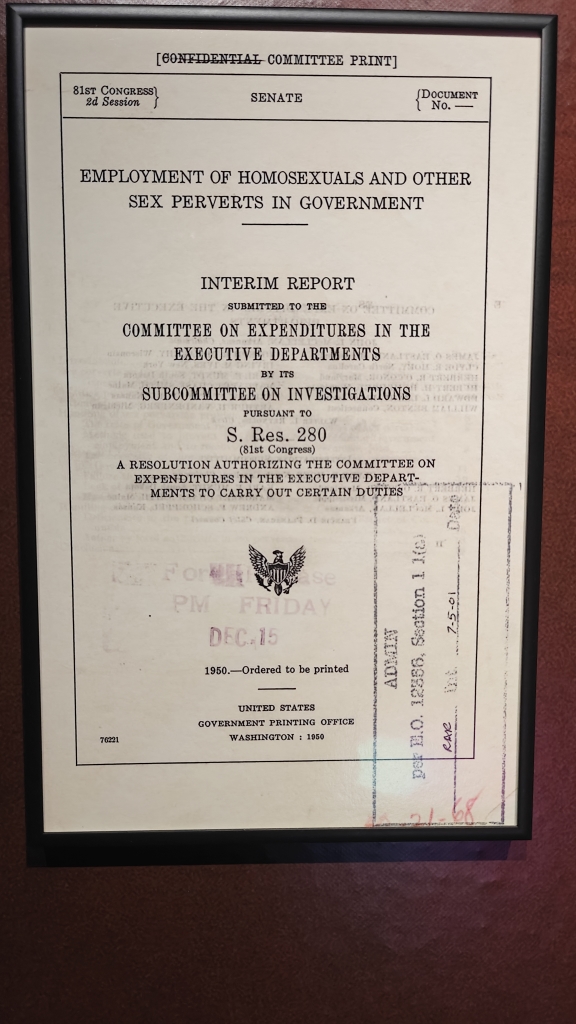 [CONFIDENTIAL COMMITTEE PRINT]
81ST CONGRESS
2d Session
SENATE
DOCUMENT
No. —
EMPLOYMENT OF HOMOSEXUALS AND OTHER
SEX PERVERTS IN GOVERNMENT
INTERIM REPORT
SUBMITTED TO THE
COMMITTEE ON EXPENDITURES IN THE
EXECUTIVE DEPARTMENTS
BY ITS
SUBCOMMITTEE ON INVESTIGATIONS
PURSUANT TO
S. Res. 280
(81st Congress)
A RESOLUTION AUTHORIZING THE COMMITTEE ON
EXPENDITURES IN THE EXECUTIVE DEPART-
MENTS TO CARRY OUT CERTAIN DUTIES
For
PM FRIDAY
DEC. 15
1950.—Ordered to be printed
UNITED STATES
GOVERNMENT PRINTING OFFICE
WASHINGTON : 1950
76221
ADMIN
per E.O. Section
RAR Int. 7-5-01 Date